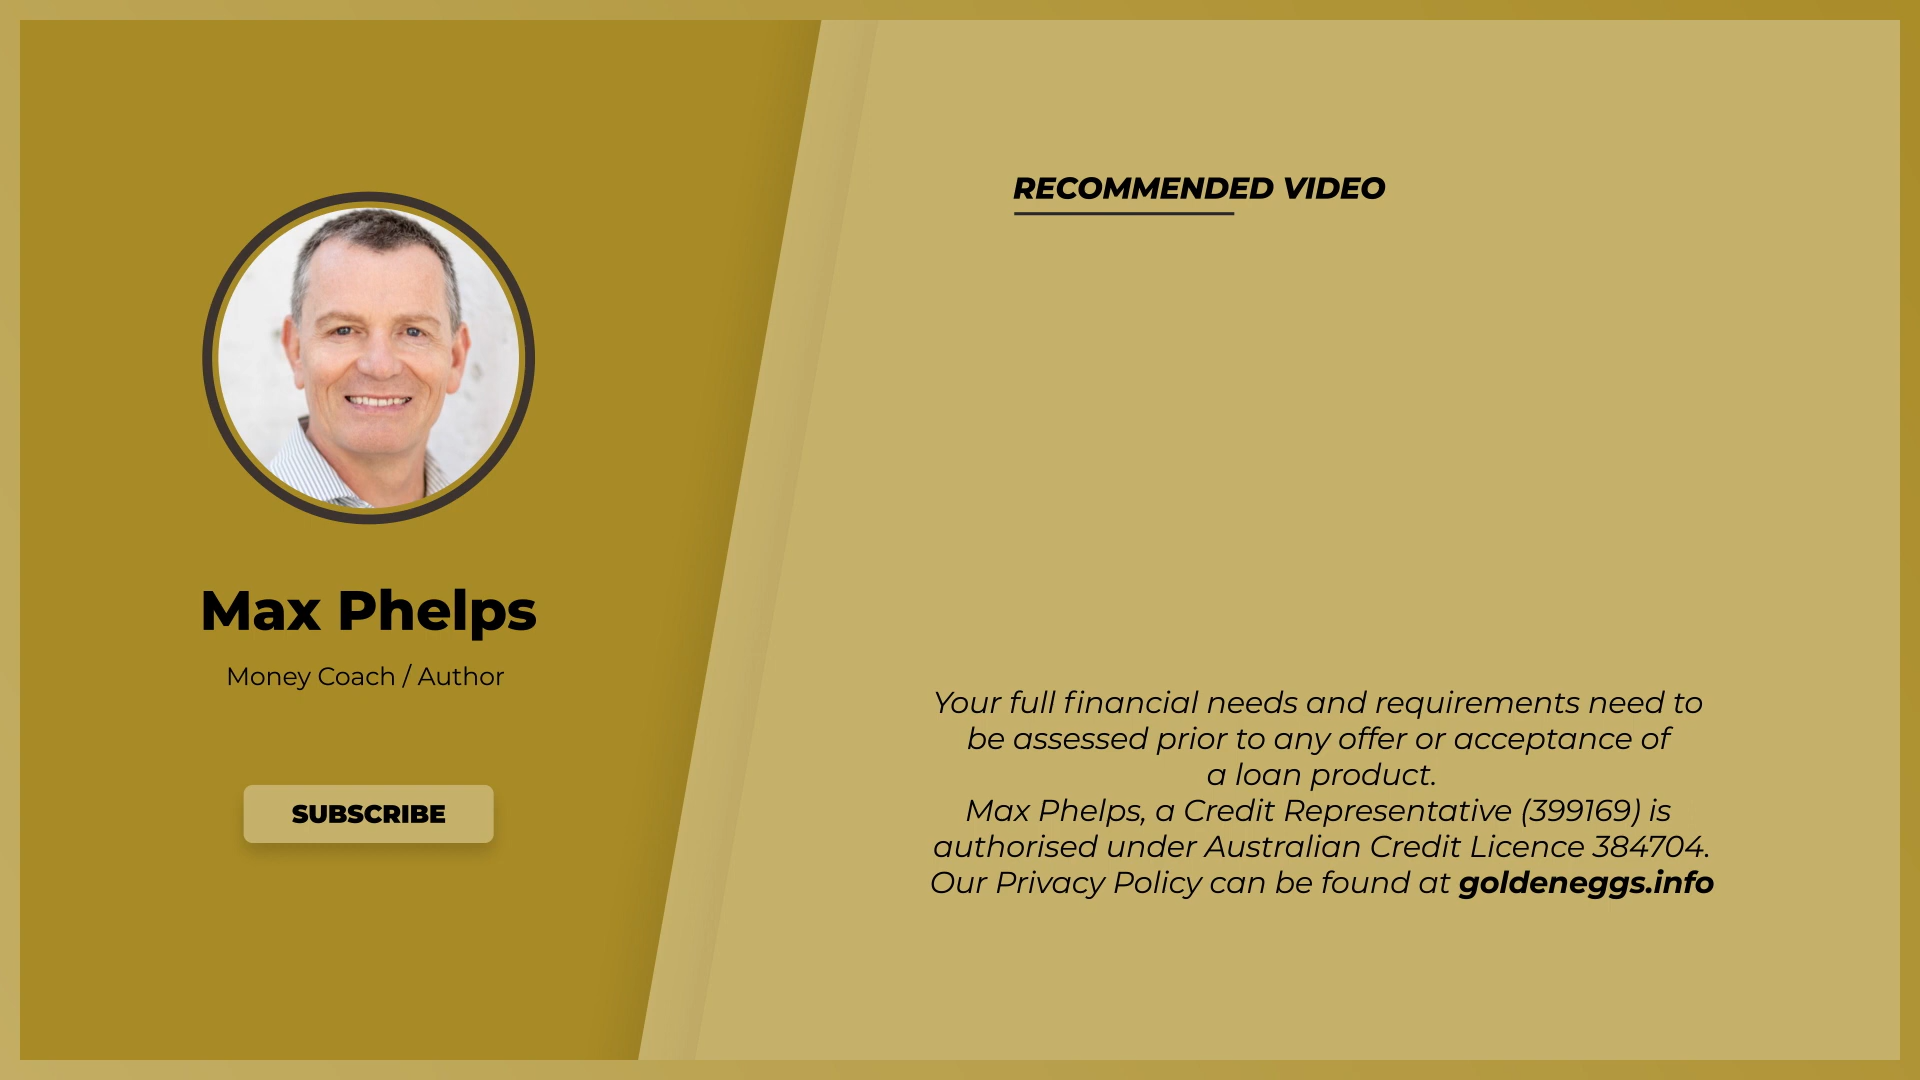 Max Phelps
Money Coach / Author
SUBSCRIBE
RECOMMENDED VIDEO
Your full financial needs and requirements need to
be assessed prior to any offer or acceptance of
a loan product.
Max Phelps, a Credit Representative (399169) is
authorised under Australian Credit Licence 384704.
Our Privacy Policy can be found at goldeneggs.info